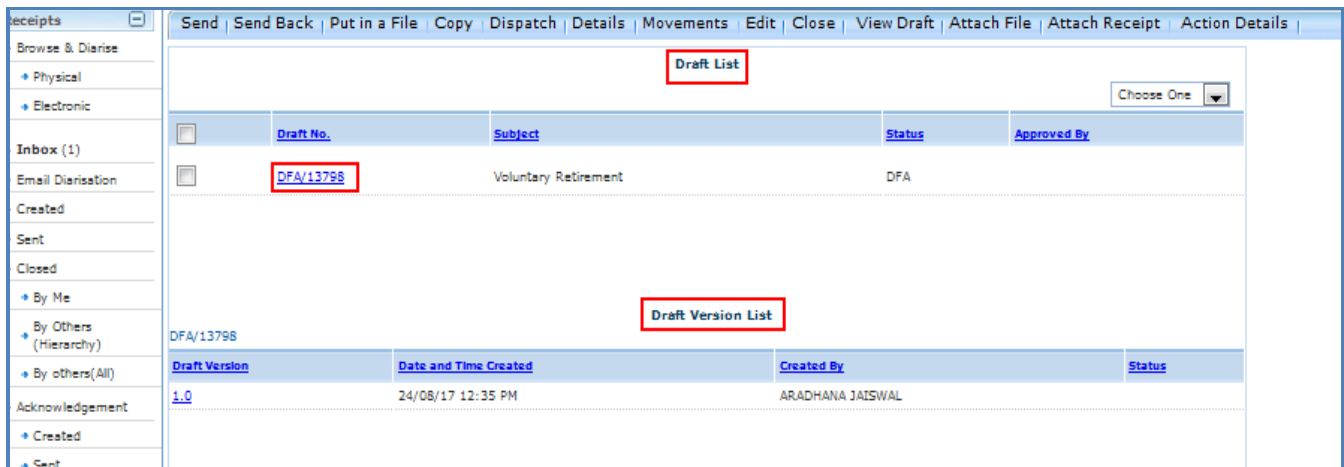 Receipts
Browse & Diarise
Physical
Electronic
Inbox (1)
Email Diarisation
Created
Sent
Closed
By Me
By Others
(Hierarchy)
By others(All)
Acknowledgement
Created
Sent
Send | Send Back | Put in a File | Copy | Dispatch | Details | Movements | Edit | Close | View Draft | Attach File | Attach Receipt | Action Details |
Draft List
Choose One
Draft No. Subject Status Approved By
DFA/13798 Voluntary Retirement DFA
Draft Version List
DFA/13798
Draft Version Date and Time Created Created By Status
1.0 24/08/17 12:35 PM ARADHANA JAISWAL